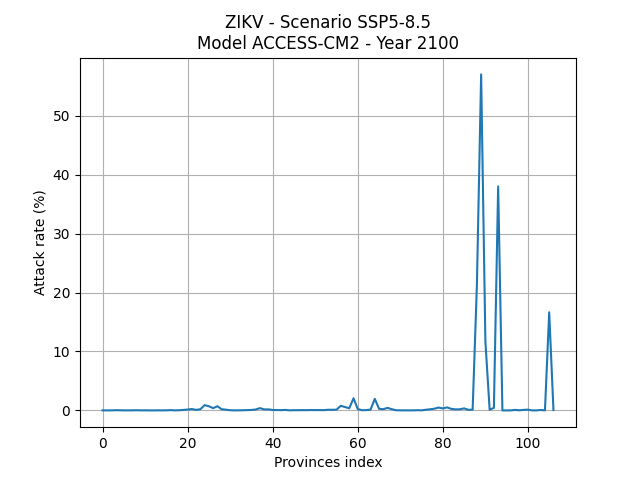 ZIKV - Scenario SSP5-8.5
Model ACCESS-CM2 - Year 2100
Attack rate (%)
50
40
30
20
10
0
0 20 40 60 80 100
Provinces index